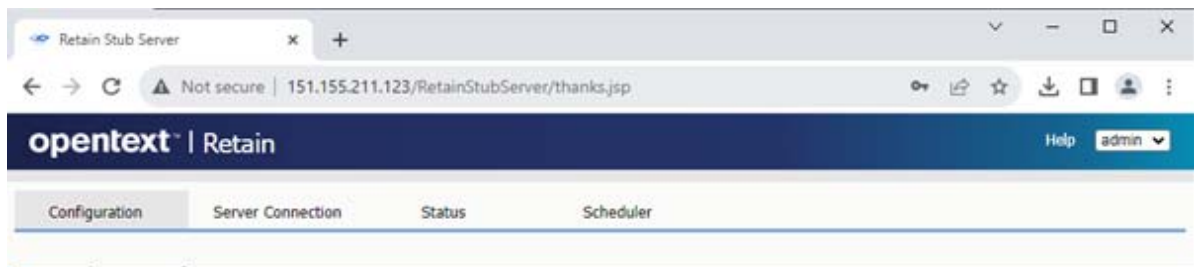 Retain Stub Server
Not secure | 151.155.211.123/RetainStubServer/thanks.jsp
opentext™ | Retain Help admin
Configuration Server Connection Status Scheduler